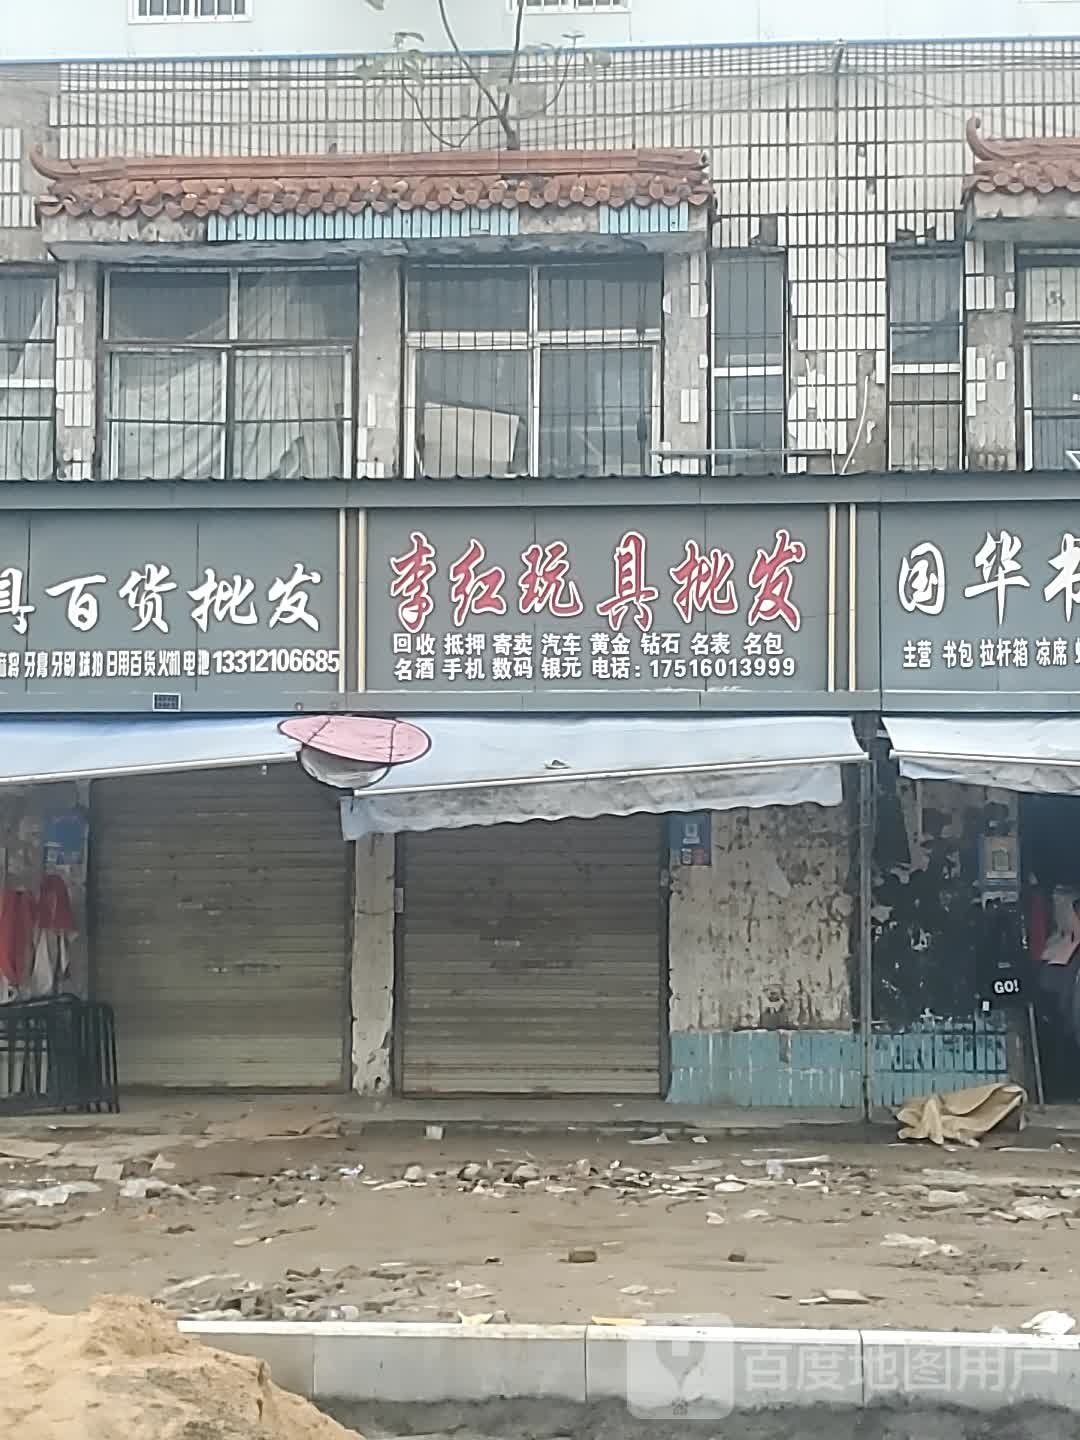 具百货批发
牙膏 牙刷 球拍 日用百货 火机 电池 13312106685
李红玩具批发
回收 抵押 寄卖 汽车 黄金 钻石 名表 名包
名酒 手机 数码 银元 电话：17516013999
国华
主营 书包 拉杆箱 凉席
GO!
百度地图用户